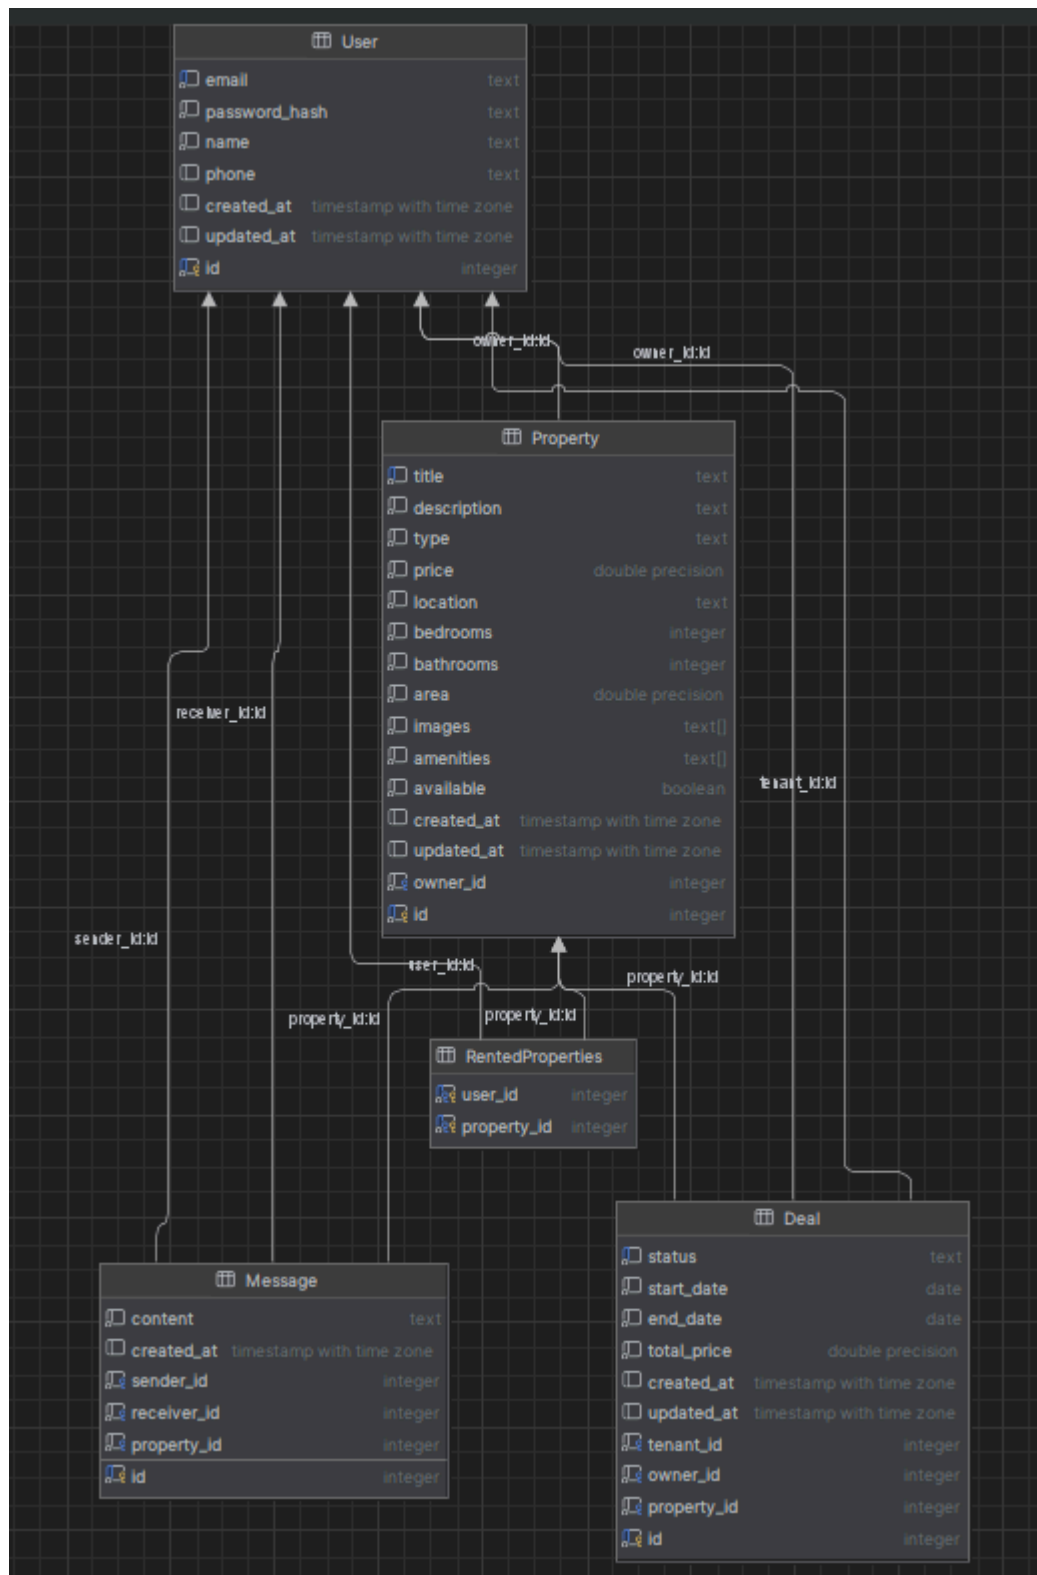 User
email text
password_hash text
name text
phone text
created_at timestamp with time zone
updated_at timestamp with time zone
id integer
owner_id:id
owner_id:id
Property
title text
description text
type text
price double precision
location text
bedrooms integer
bathrooms integer
area double precision
images text[]
amenities text[]
available boolean
created_at timestamp with time zone
updated_at timestamp with time zone
owner_id integer
id integer
receiver_id:id
tenant_id:id
sender_id:id
user_id:id
property_id:id
property_id:id
property_id:id
RentedProperties
user_id integer
property_id integer
Message
content text
created_at timestamp with time zone
sender_id integer
receiver_id integer
property_id integer
id integer
Deal
status text
start_date date
end_date date
total_price double precision
created_at timestamp with time zone
updated_at timestamp with time zone
tenant_id integer
owner_id integer
property_id integer
id integer